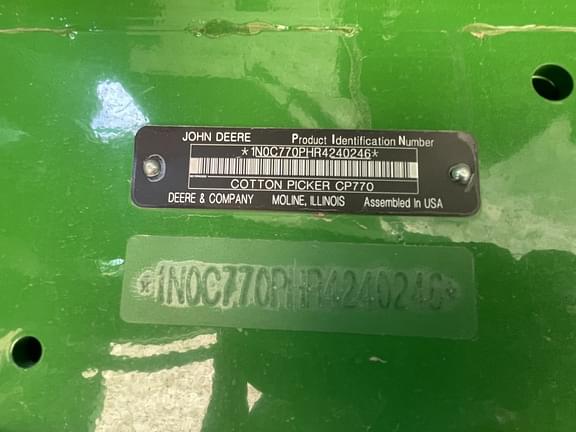 JOHN DEERE Product Identification Number
*1N0C770PHR4240246*
COTTON PICKER CP770
DEERE & COMPANY MOLINE, ILLINOIS Assembled In USA
*1N0C770PHR4240246*